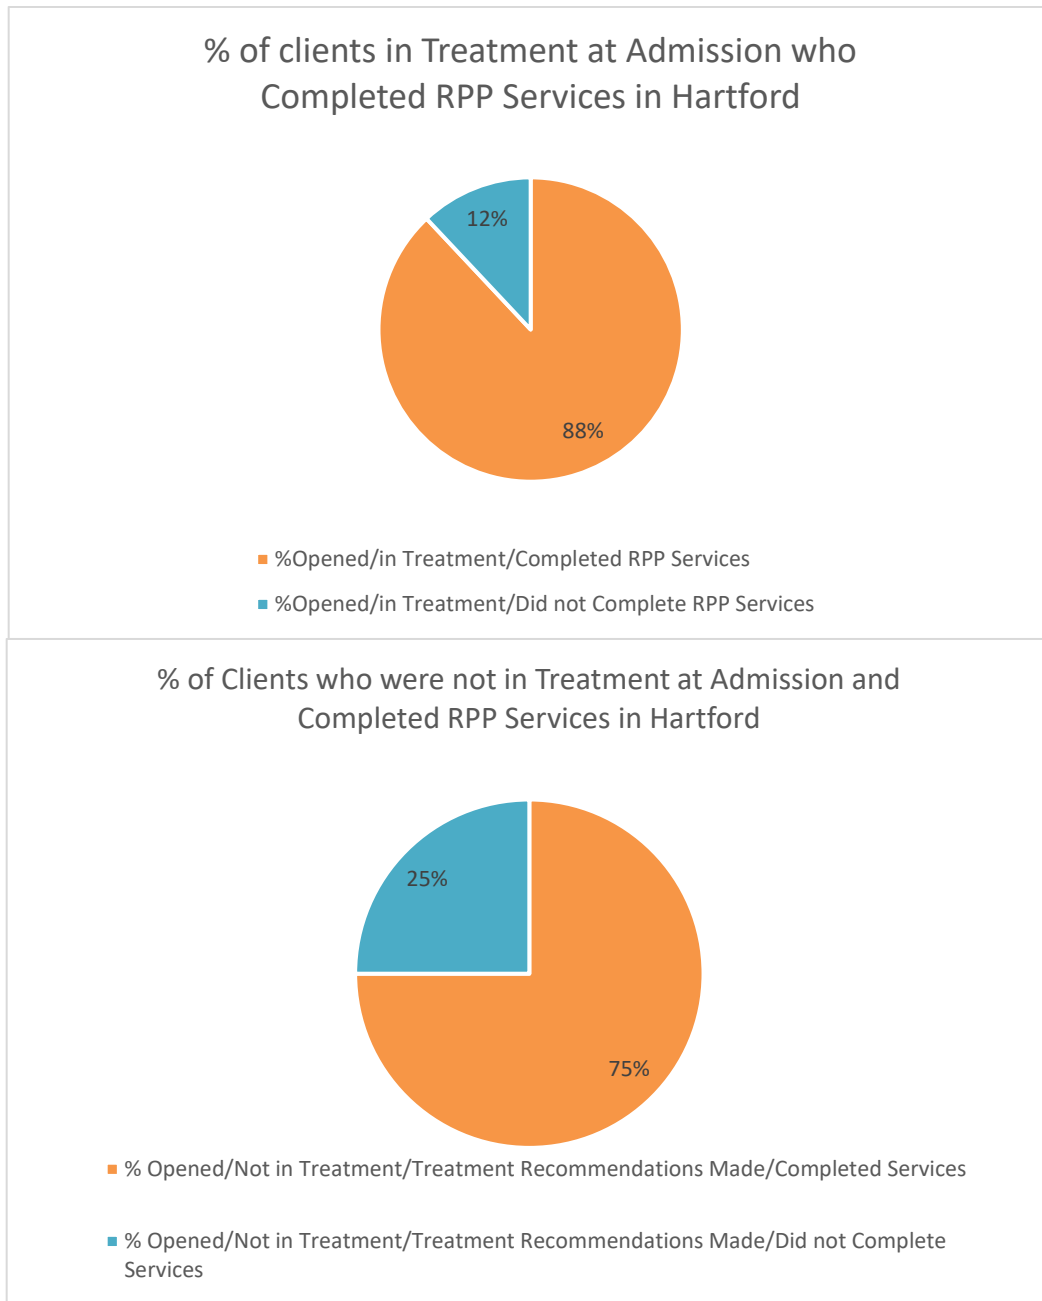 % of clients in Treatment at Admission who
Completed RPP Services in Hartford
12%
88%
%Opened/in Treatment/Completed RPP Services
%Opened/in Treatment/Did not Complete RPP Services
% of Clients who were not in Treatment at Admission and
Completed RPP Services in Hartford
25%
75%
% Opened/Not in Treatment/Treatment Recommendations Made/Completed Services
% Opened/Not in Treatment/Treatment Recommendations Made/Did not Complete
Services